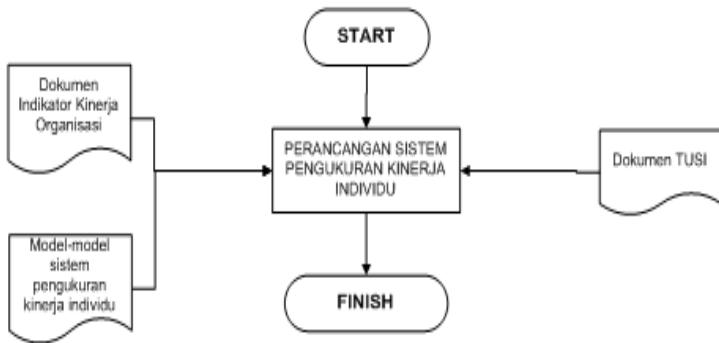 START
Dokumen
Indikator Kinerja
Organisasi
PERANCANGAN SISTEM
PENGUKURAN KINERJA
INDIVIDU
Dokumen TUSI
Model-model
sistem
pengukuran
kinerja individu
FINISH